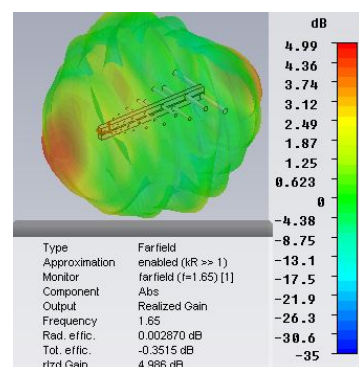 dB
4.99
4.36
3.74
3.12
2.49
1.87
1.25
0.623
0
-4.38
-8.75
-13.1
-17.5
-21.9
-26.3
-30.6
-35
Type Farfield
Approximation enabled (kR >> 1)
Monitor farfield (f=1.65) [1]
Component Abs
Output Realized Gain
Frequency 1.65
Rad. effic. 0.002870 dB
Tot. effic. -0.3515 dB
rlzd.Gain 4.986 dB